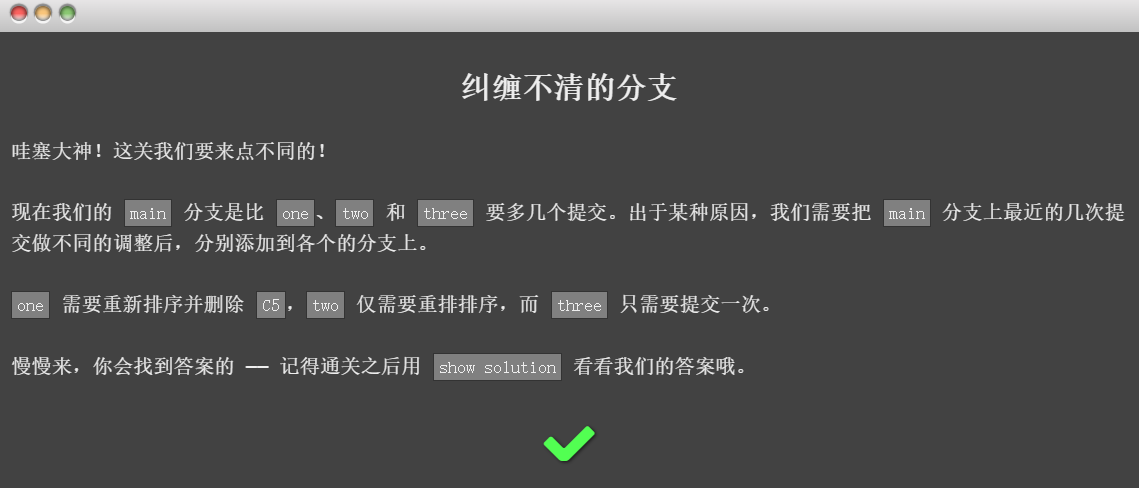 纠缠不清的分支
哇塞大神！这关我们要来点不同的！
现在我们的 main 分支是比 one、two 和 three 要多几个提交。出于某种原因，我们需要把 main 分支上最近的几次提
交做不同的调整后，分别添加到各个的分支上。
one 需要重新排序并删除 C5，two 仅需要重排排序，而 three 只需要提交一次。
慢慢来，你会找到答案的 —— 记得通关之后用 show solution 看看我们的答案哦。